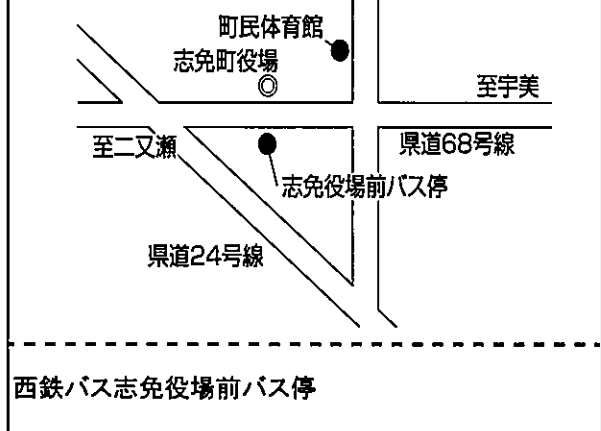 町民体育館
志免町役場
至宇美
至二又瀬
県道68号線
志免役場前バス停
県道24号線
西鉄バス志免役場前バス停